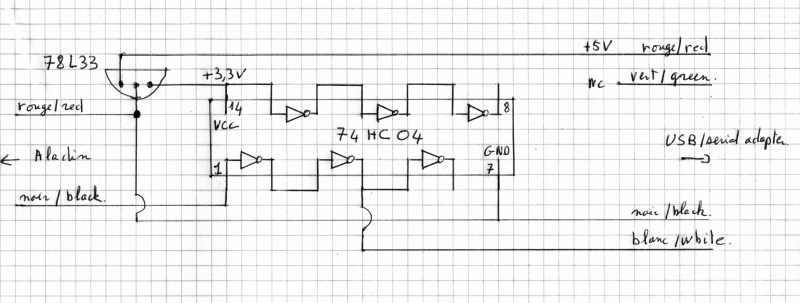 +5V rouge/red
78L33
+3,3V
NC vert/green.
rouge/red
14
8
VCC
74 HC 04
USB/serial adapter.
← Aladin
GND
1
7
noir/black.
noir/black.
blanc/white.